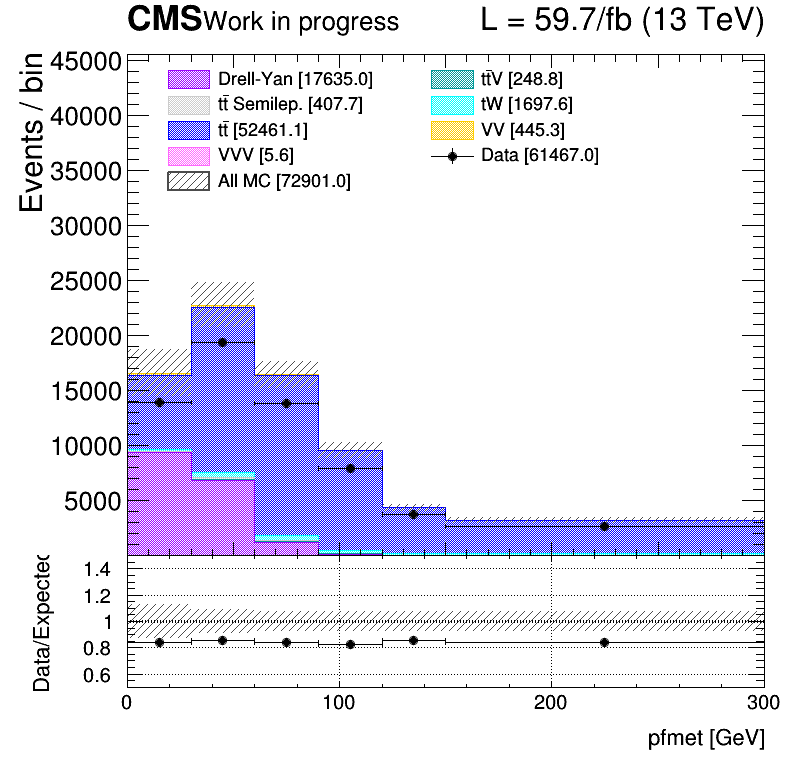 CMS Work in progress L = 59.7/fb (13 TeV)
Events / bin
45000
40000
35000
30000
25000
20000
15000
10000
5000
Drell-Yan [17635.0]
tt̄ Semilep. [407.7]
tt̄ [52461.1]
VVV [5.6]
All MC [72901.0]
tt̄V [248.8]
tW [1697.6]
VV [445.3]
Data [61467.0]
Data/Expected
1.4
1.2
1
0.8
0.6
0 100 200 300
pfmet [GeV]